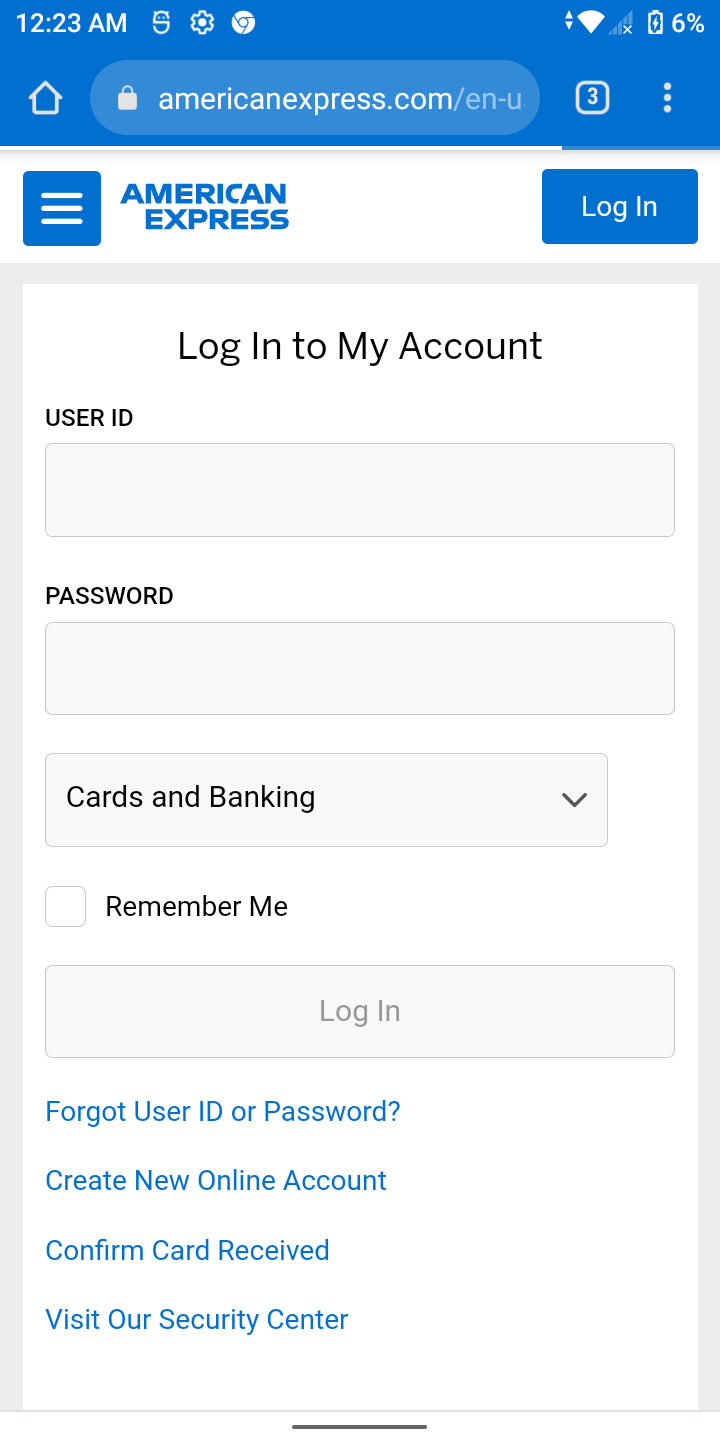 12:23 AM 6%
americanexpress.com/en-u 3
AMERICAN
EXPRESS
Log In
Log In to My Account
USER ID
PASSWORD
Cards and Banking
Remember Me
Log In
Forgot User ID or Password?
Create New Online Account
Confirm Card Received
Visit Our Security Center